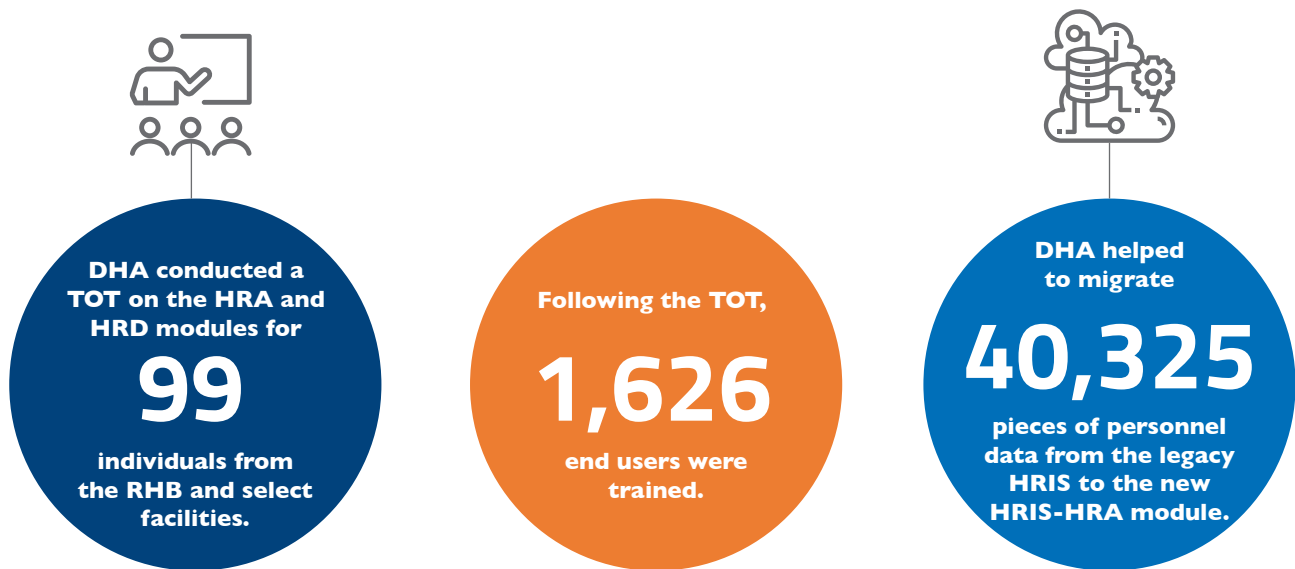 DHA conducted a
TOT on the HRA and
HRD modules for
99
individuals from
the RHB and select
facilities.
Following the TOT,
1,626
end users were
trained.
DHA helped
to migrate
40,325
pieces of personnel
data from the legacy
HRIS to the new
HRIS-HRA module.